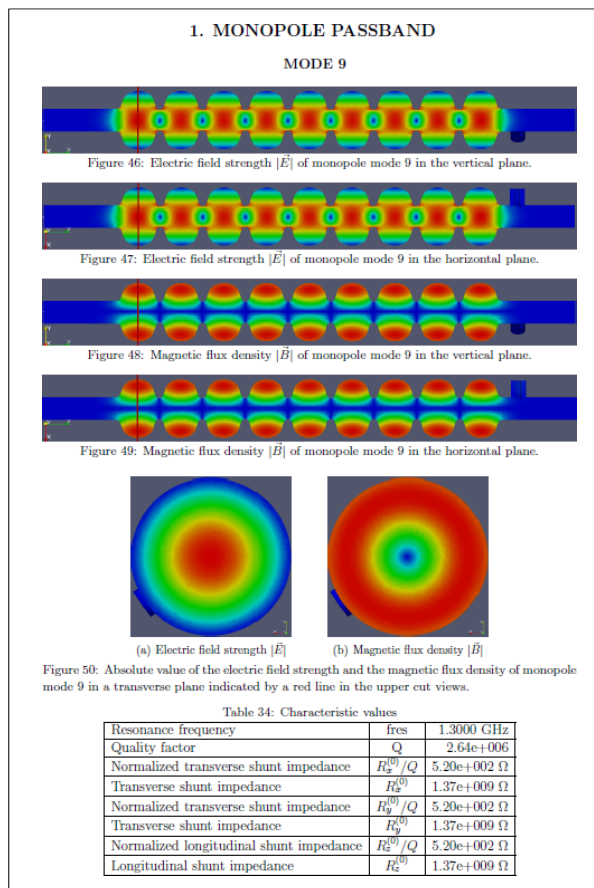 1. MONOPOLE PASSBAND
MODE 9
Figure 46: Electric field strength |E⃗| of monopole mode 9 in the vertical plane.
Figure 47: Electric field strength |E⃗| of monopole mode 9 in the horizontal plane.
Figure 48: Magnetic flux density |B⃗| of monopole mode 9 in the vertical plane.
Figure 49: Magnetic flux density |B⃗| of monopole mode 9 in the horizontal plane.
(a) Electric field strength |E⃗|
(b) Magnetic flux density |B⃗|
Figure 50: Absolute value of the electric field strength and the magnetic flux density of monopole
mode 9 in a transverse plane indicated by a red line in the upper cut views.
Table 34: Characteristic values
Resonance frequency fres 1.3000 GHz
Quality factor Q 2.64e+006
Normalized transverse shunt impedance R_x^(0)/Q 5.20e+002 Ω
Transverse shunt impedance R_x^(0) 1.37e+009 Ω
Normalized transverse shunt impedance R_y^(0)/Q 5.20e+002 Ω
Transverse shunt impedance R_y^(0) 1.37e+009 Ω
Normalized longitudinal shunt impedance R_z^(0)/Q 5.20e+002 Ω
Longitudinal shunt impedance R_z^(0) 1.37e+009 Ω